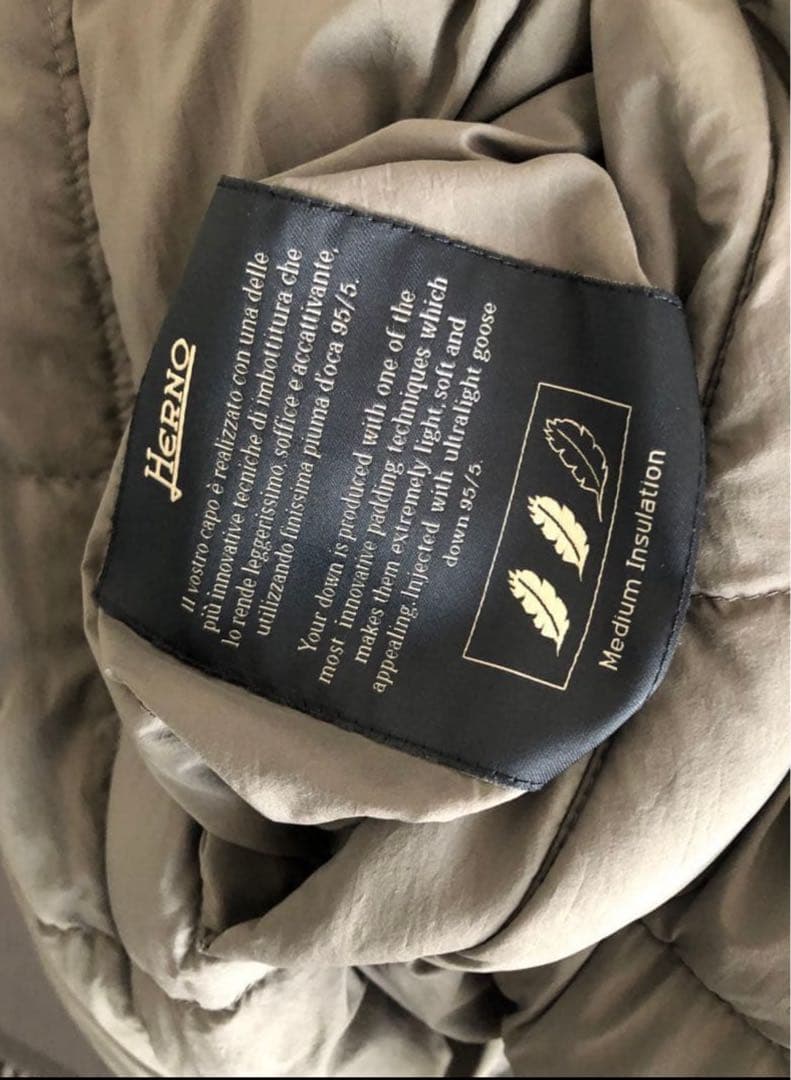 HERNO
Il vostro capo è realizzato con una delle
più innovative tecniche di imbottitura che
lo rende leggerissimo, soffice e accattivante,
utilizzando finissima piuma d'oca 95/5.
Your down is produced with one of the
most innovative padding techniques which
makes them extremely light, soft and
appealing. Injected with ultralight goose
down 95/5.
Medium Insulation